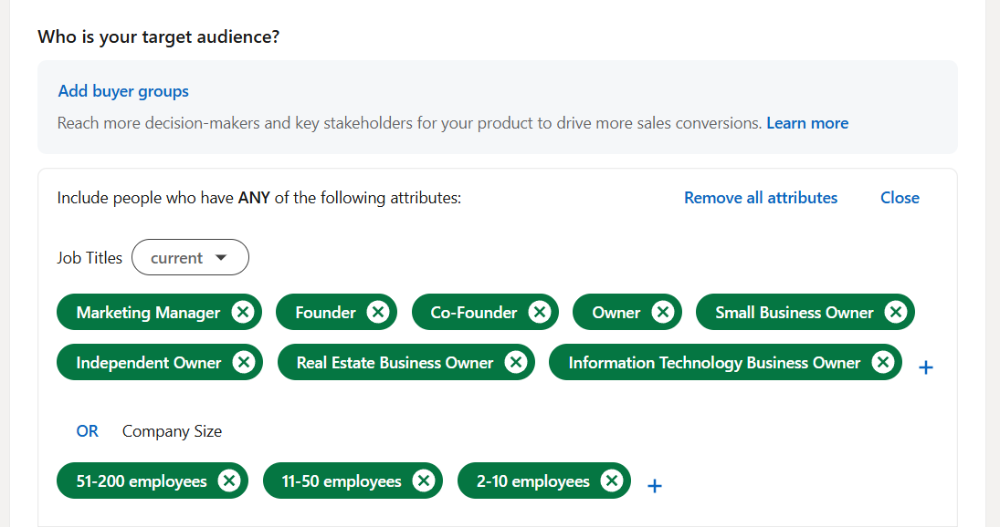 Who is your target audience?
Add buyer groups
Reach more decision-makers and key stakeholders for your product to drive more sales conversions. Learn more
Include people who have ANY of the following attributes: Remove all attributes Close
Job Titles current
Marketing Manager Founder Co-Founder Owner Small Business Owner
Independent Owner Real Estate Business Owner Information Technology Business Owner
OR Company Size
51-200 employees 11-50 employees 2-10 employees